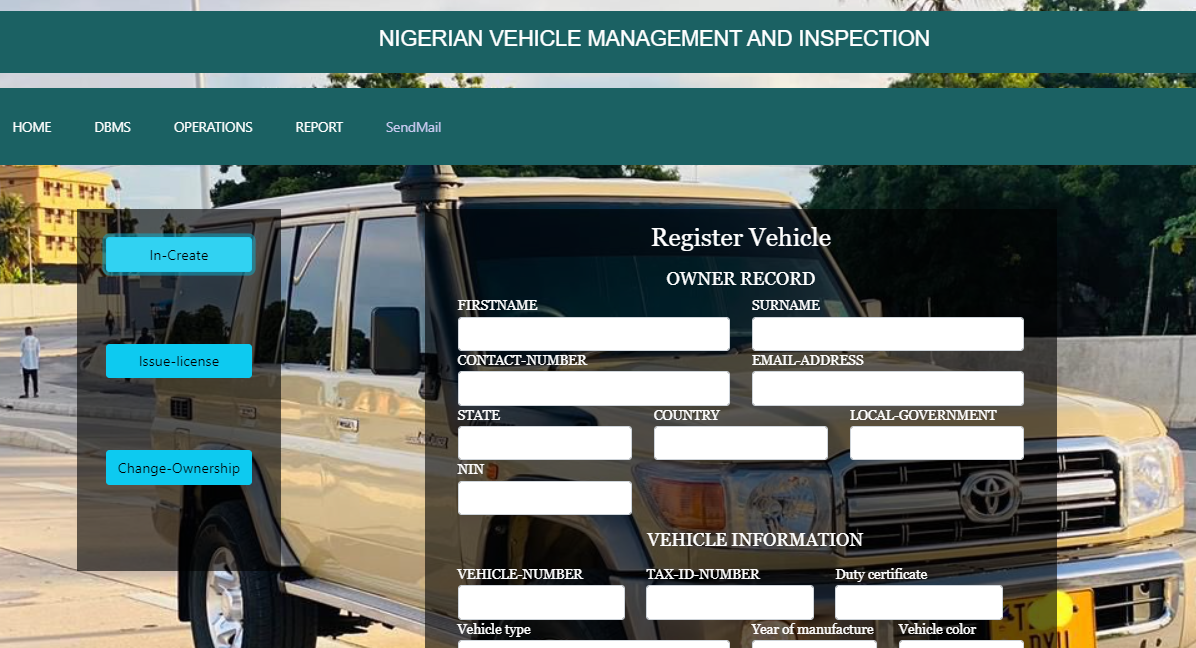 NIGERIAN VEHICLE MANAGEMENT AND INSPECTION
HOME DBMS OPERATIONS REPORT SendMail
In-Create
Issue-license
Change-Ownership
Register Vehicle
OWNER RECORD
FIRSTNAME SURNAME
CONTACT-NUMBER EMAIL-ADDRESS
STATE COUNTRY LOCAL-GOVERNMENT
NIN
VEHICLE INFORMATION
VEHICLE-NUMBER TAX-ID-NUMBER Duty certificate
Vehicle type Year of manufacture Vehicle color